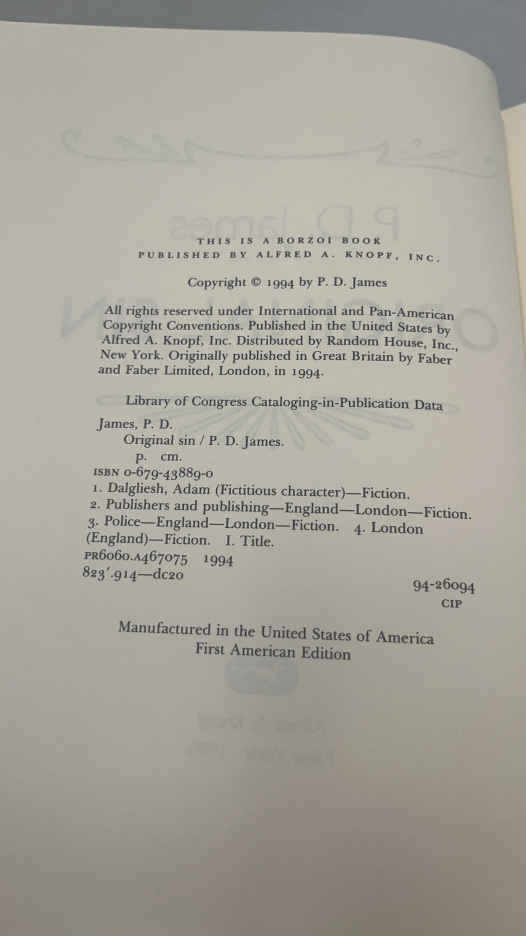 THIS IS A BORZOI BOOK
PUBLISHED BY ALFRED A. KNOPF, INC.
Copyright © 1994 by P. D. James
All rights reserved under International and Pan-American
Copyright Conventions. Published in the United States by
Alfred A. Knopf, Inc. Distributed by Random House, Inc.,
New York. Originally published in Great Britain by Faber
and Faber Limited, London, in 1994.
Library of Congress Cataloging-in-Publication Data
James, P. D.
Original sin / P. D. James.
p. cm.
ISBN 0-679-43889-0
1. Dalgliesh, Adam (Fictitious character)—Fiction.
2. Publishers and publishing—England—London—Fiction.
3. Police—England—London—Fiction. 4. London
(England)—Fiction. I. Title.
PR6060.A467075 1994
823'.914—dc20
94-26094
CIP
Manufactured in the United States of America
First American Edition